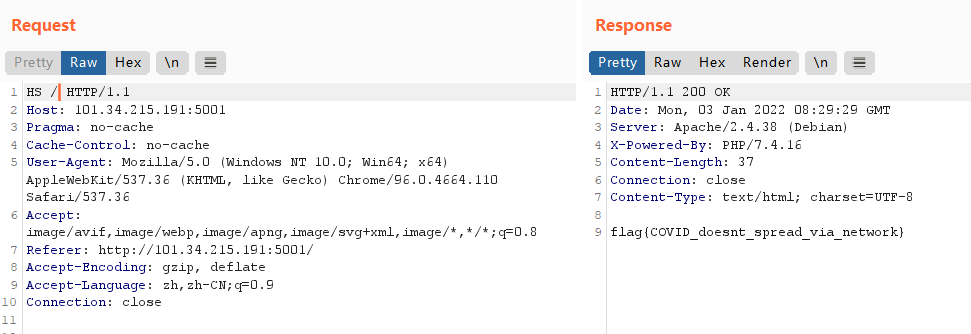 Request
Pretty Raw Hex \n ≡
1 HS / HTTP/1.1
2 Host: 101.34.215.191:5001
3 Pragma: no-cache
4 Cache-Control: no-cache
5 User-Agent: Mozilla/5.0 (Windows NT 10.0; Win64; x64)
AppleWebKit/537.36 (KHTML, like Gecko) Chrome/96.0.4664.110
Safari/537.36
6 Accept:
image/avif,image/webp,image/apng,image/svg+xml,image/*,*/*;q=0.8
7 Referer: http://101.34.215.191:5001/
8 Accept-Encoding: gzip, deflate
9 Accept-Language: zh,zh-CN;q=0.9
10 Connection: close
11
Response
Pretty Raw Hex Render \n ≡
1 HTTP/1.1 200 OK
2 Date: Mon, 03 Jan 2022 08:29:29 GMT
3 Server: Apache/2.4.38 (Debian)
4 X-Powered-By: PHP/7.4.16
5 Content-Length: 37
6 Connection: close
7 Content-Type: text/html; charset=UTF-8
8
9 flag{COVID_doesnt_spread_via_network}